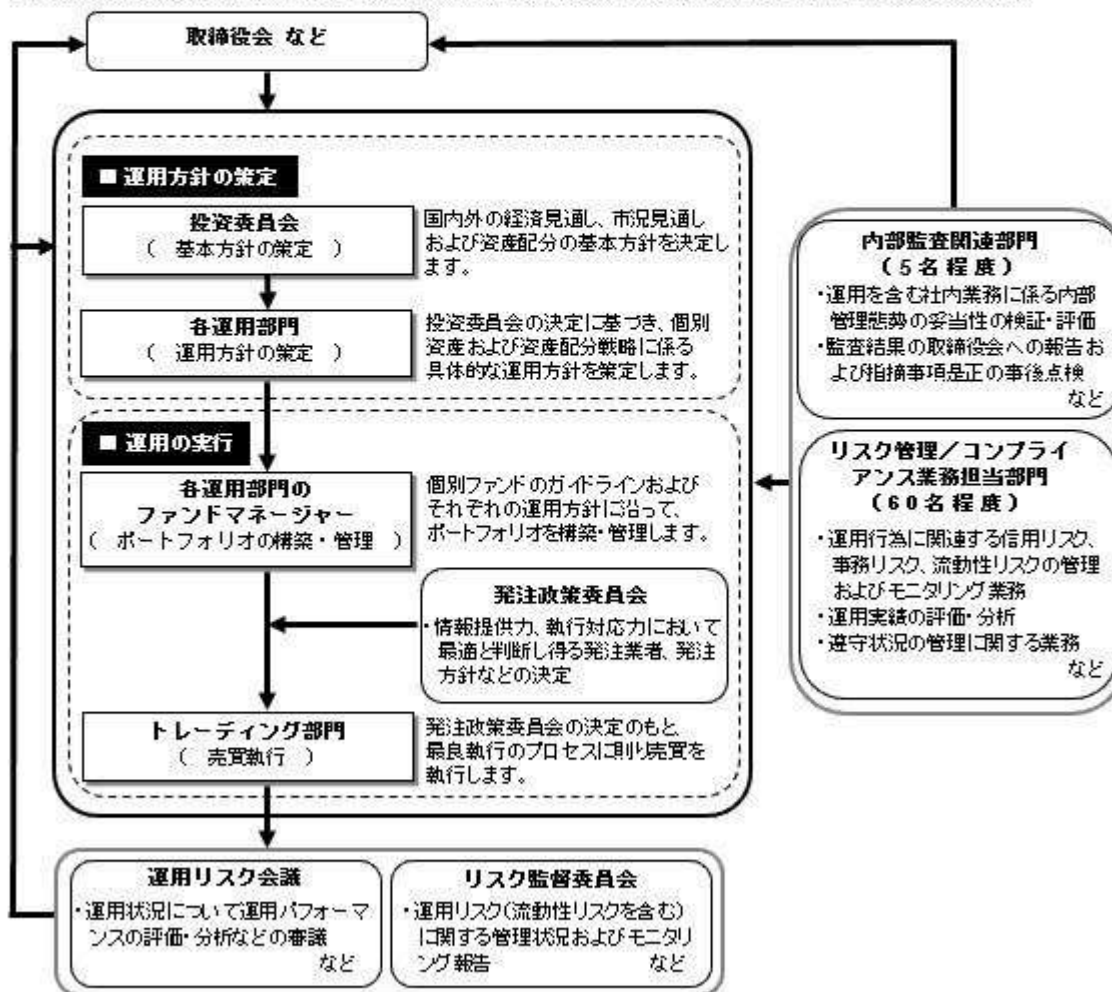 取締役会 など
■ 運用方針の策定
投資委員会
( 基本方針の策定 )
国内外の経済見通し、市況見通し
および資産配分の基本方針を決定し
ます。
各運用部門
( 運用方針の策定 )
投資委員会の決定に基づき、個別
資産および資産配分戦略に係る
具体的な運用方針を策定します。
■ 運用の実行
各運用部門の
ファンドマネージャー
( ポートフォリオの構築・管理 )
個別ファンドのガイドラインおよび
それぞれの運用方針に沿って、
ポートフォリオを構築・管理します。
発注政策委員会
・情報提供力、執行対応力において
最適と判断し得る発注業者、発注
方針などの決定
トレーディング部門
( 売買執行 )
発注政策委員会の決定のもと、
最良執行のプロセスに則り売買を
執行します。
内部監査関連部門
(5名程度)
・運用を含む社内業務に係る内部
管理態勢の妥当性の検証・評価
・監査結果の取締役会への報告お
よび指摘事項是正の事後点検
など
リスク管理/コンプライ
アンス業務担当部門
(60名程度)
・運用行為に関連する信用リスク、
事務リスク、流動性リスクの管理
およびモニタリング業務
・運用実績の評価・分析
・遵守状況の管理に関する業務
など
運用リスク会議
・運用状況について運用パフォーマ
ンスの評価・分析などの審議
など
リスク監督委員会
・運用リスク(流動性リスクを含む)
に関する管理状況およびモニタリ
ング報告 など